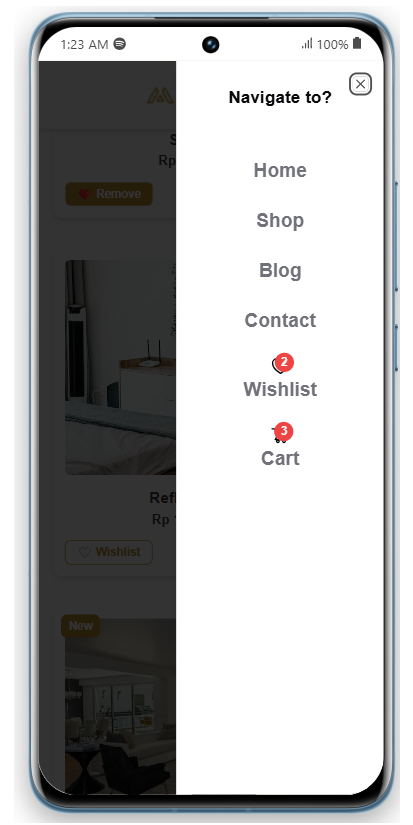 1:23 AM
100%
Navigate to?
Home
Shop
Blog
Contact
2
Wishlist
3
Cart
S
Rp
Remove
Refi
Rp
Wishlist
New